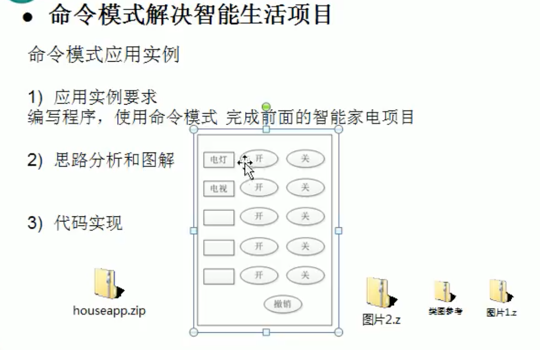 ● 命令模式解决智能生活项目
命令模式应用实例
1) 应用实例要求
编写程序，使用命令模式 完成前面的智能家电项目
2) 思路分析和图解
3) 代码实现
电灯 开 关
电视 开 关
开 关
开 关
开 关
撤销
houseapp.zip
图片2.z
类图参考
图片1.z